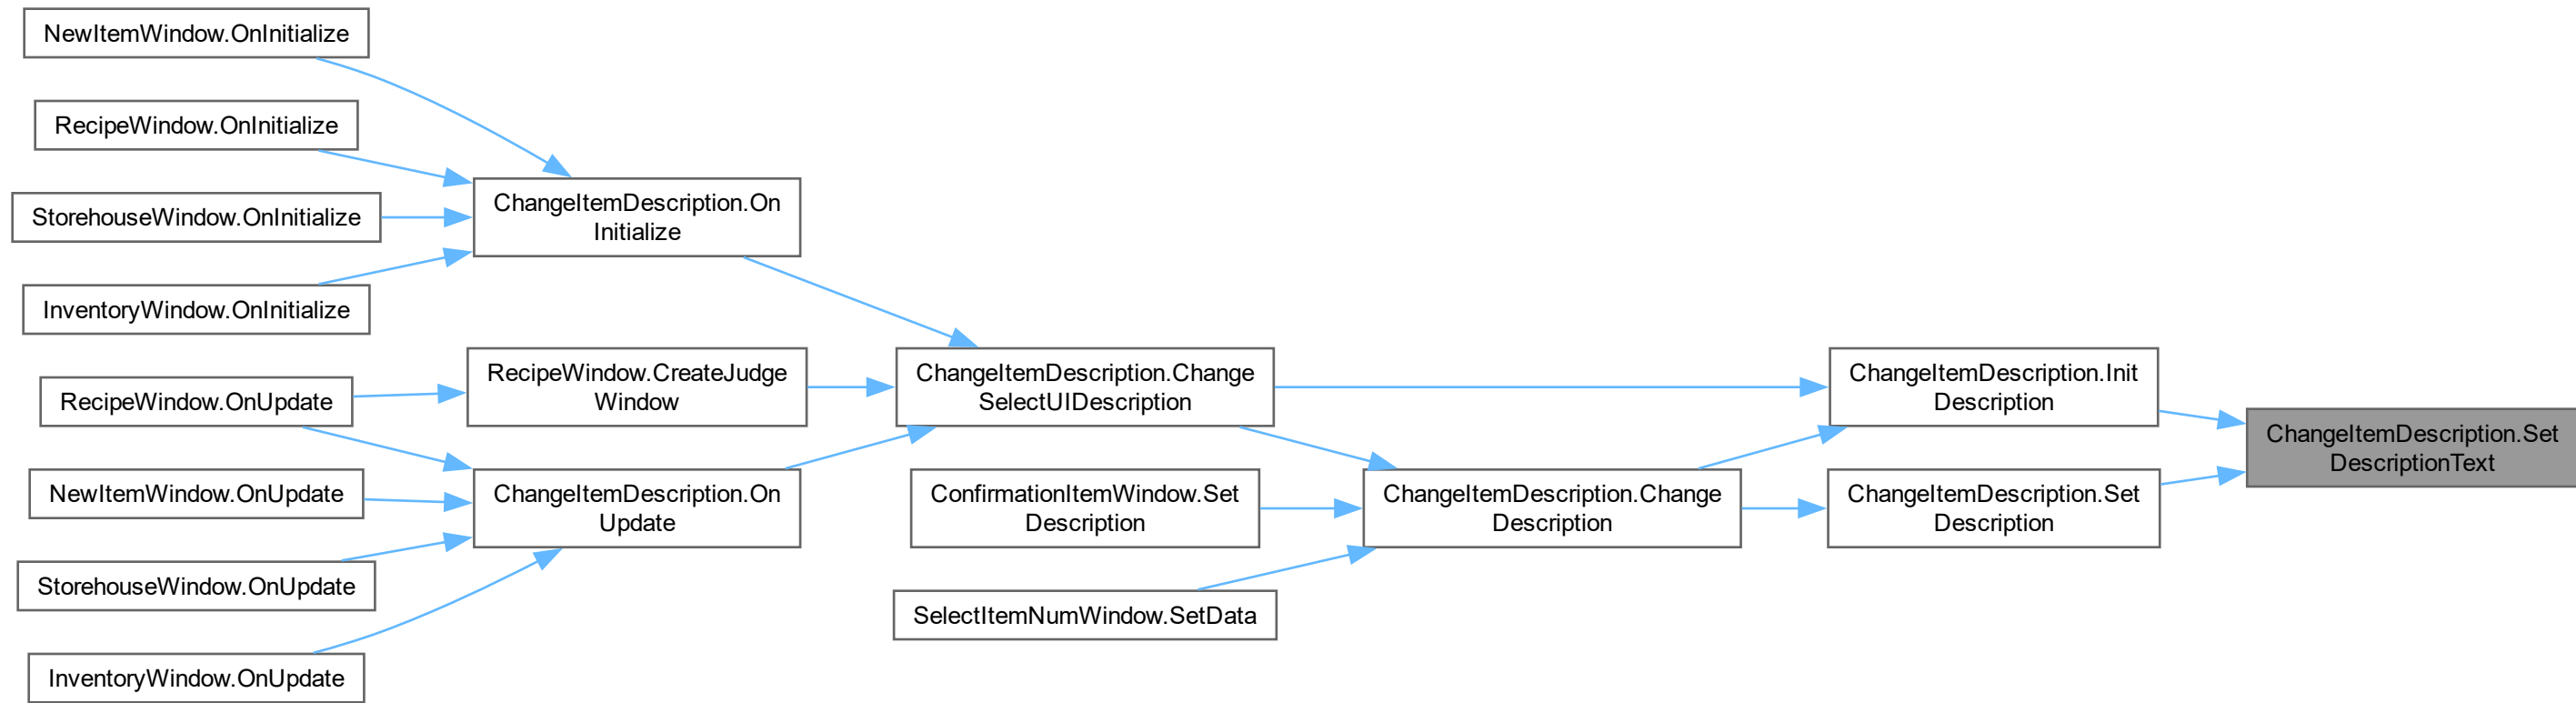 NewItemWindow.OnInitialize
RecipeWindow.OnInitialize
StorehouseWindow.OnInitialize
InventoryWindow.OnInitialize
RecipeWindow.OnUpdate
NewItemWindow.OnUpdate
StorehouseWindow.OnUpdate
InventoryWindow.OnUpdate
ChangeItemDescription.On
Initialize
RecipeWindow.CreateJudge
Window
ChangeItemDescription.On
Update
ChangeItemDescription.Change
SelectUIDescription
ConfirmationItemWindow.Set
Description
SelectItemNumWindow.SetData
ChangeItemDescription.Change
Description
ChangeItemDescription.Init
Description
ChangeItemDescription.Set
Description
ChangeItemDescription.Set
DescriptionText